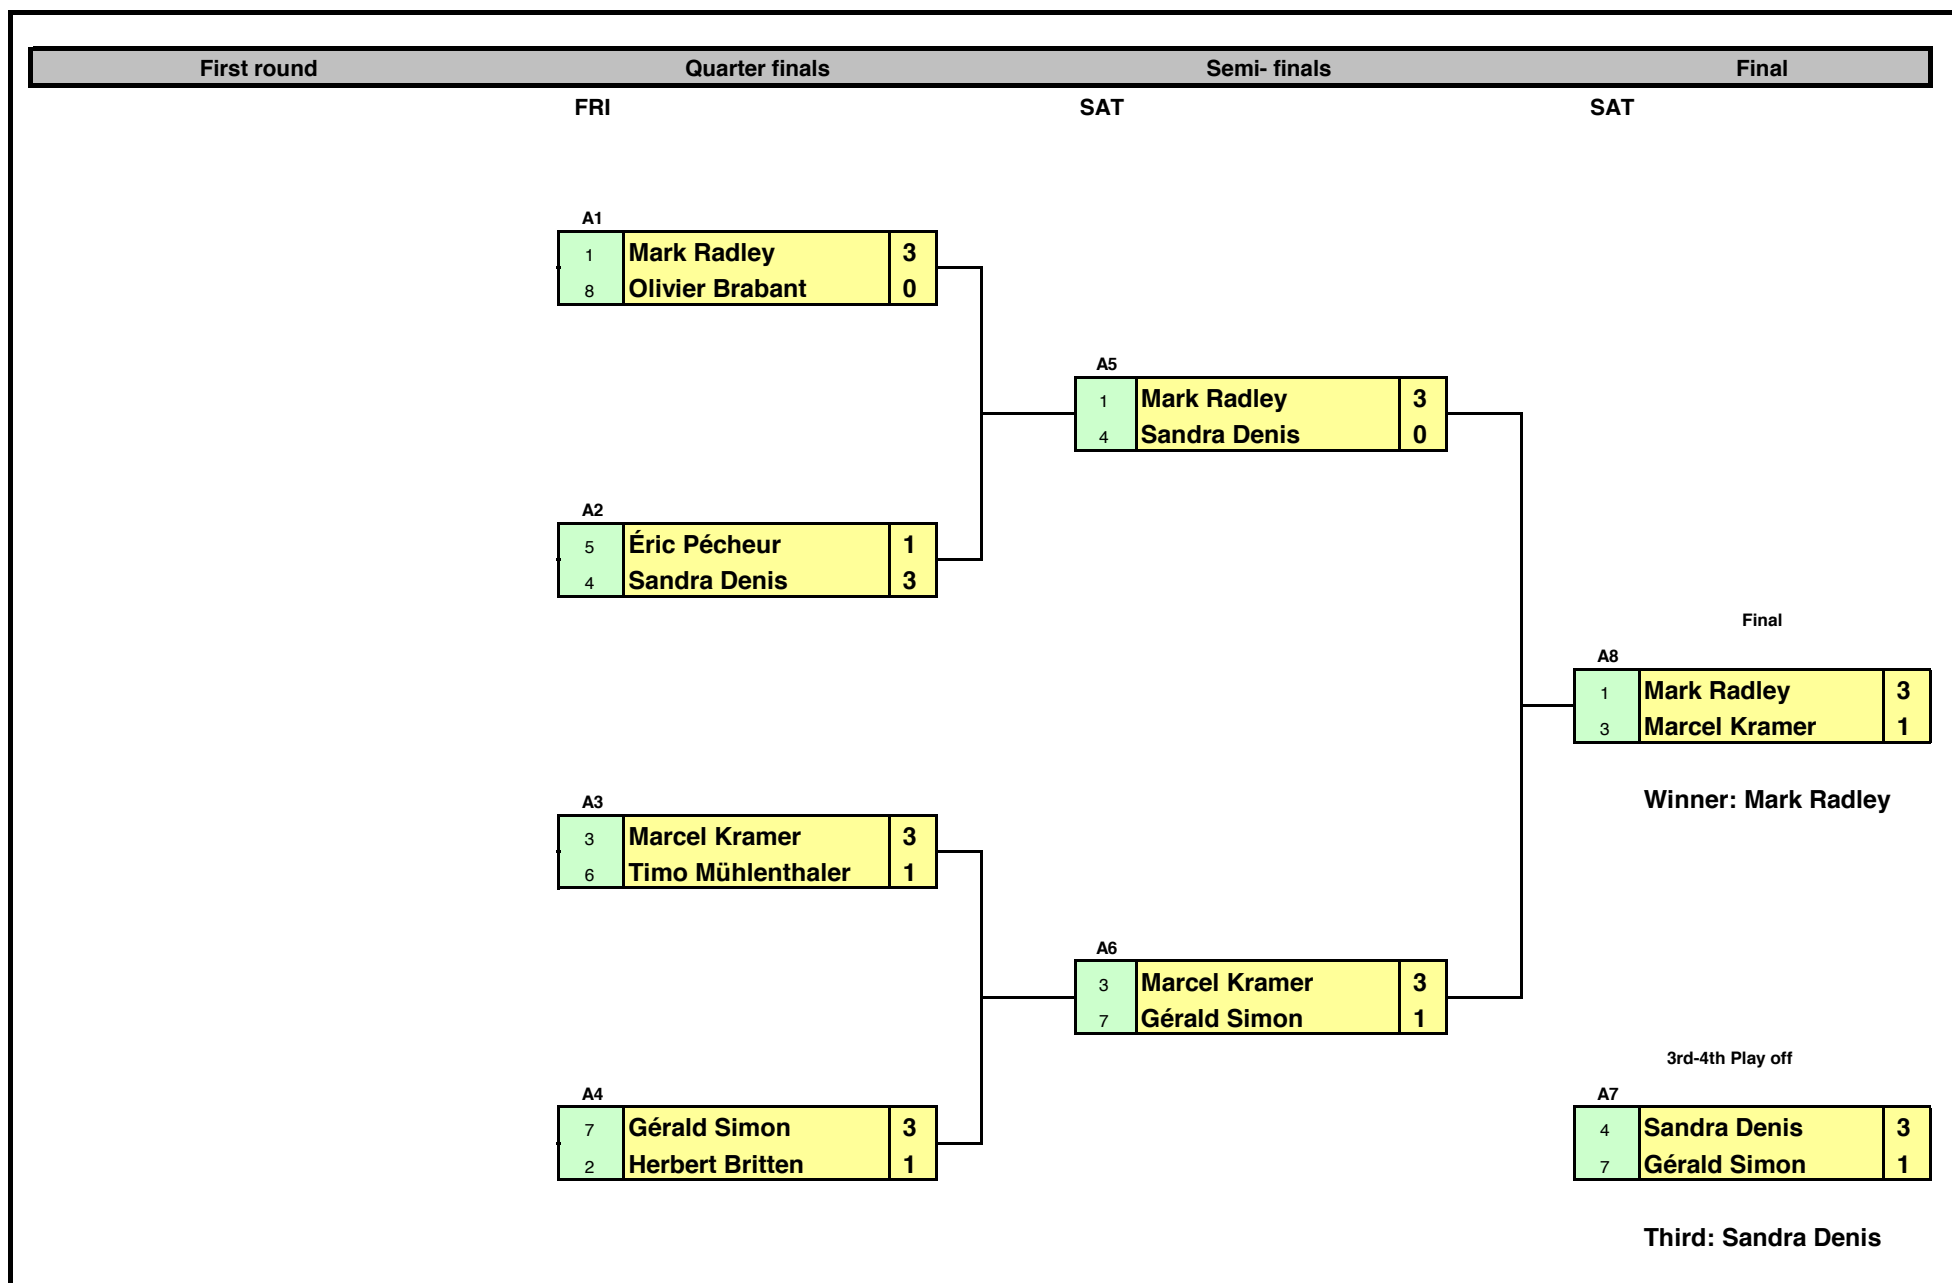 First round Quarter finals Semi- finals Final
FRI SAT SAT
A1
1 Mark Radley 3
8 Olivier Brabant 0
A5
1 Mark Radley 3
4 Sandra Denis 0
A2
5 Éric Pécheur 1
4 Sandra Denis 3
Final
A8
1 Mark Radley 3
3 Marcel Kramer 1
Winner: Mark Radley
A3
3 Marcel Kramer 3
6 Timo Mühlenthaler 1
A6
3 Marcel Kramer 3
7 Gérald Simon 1
3rd-4th Play off
A4
7 Gérald Simon 3
2 Herbert Britten 1
A7
4 Sandra Denis 3
7 Gérald Simon 1
Third: Sandra Denis